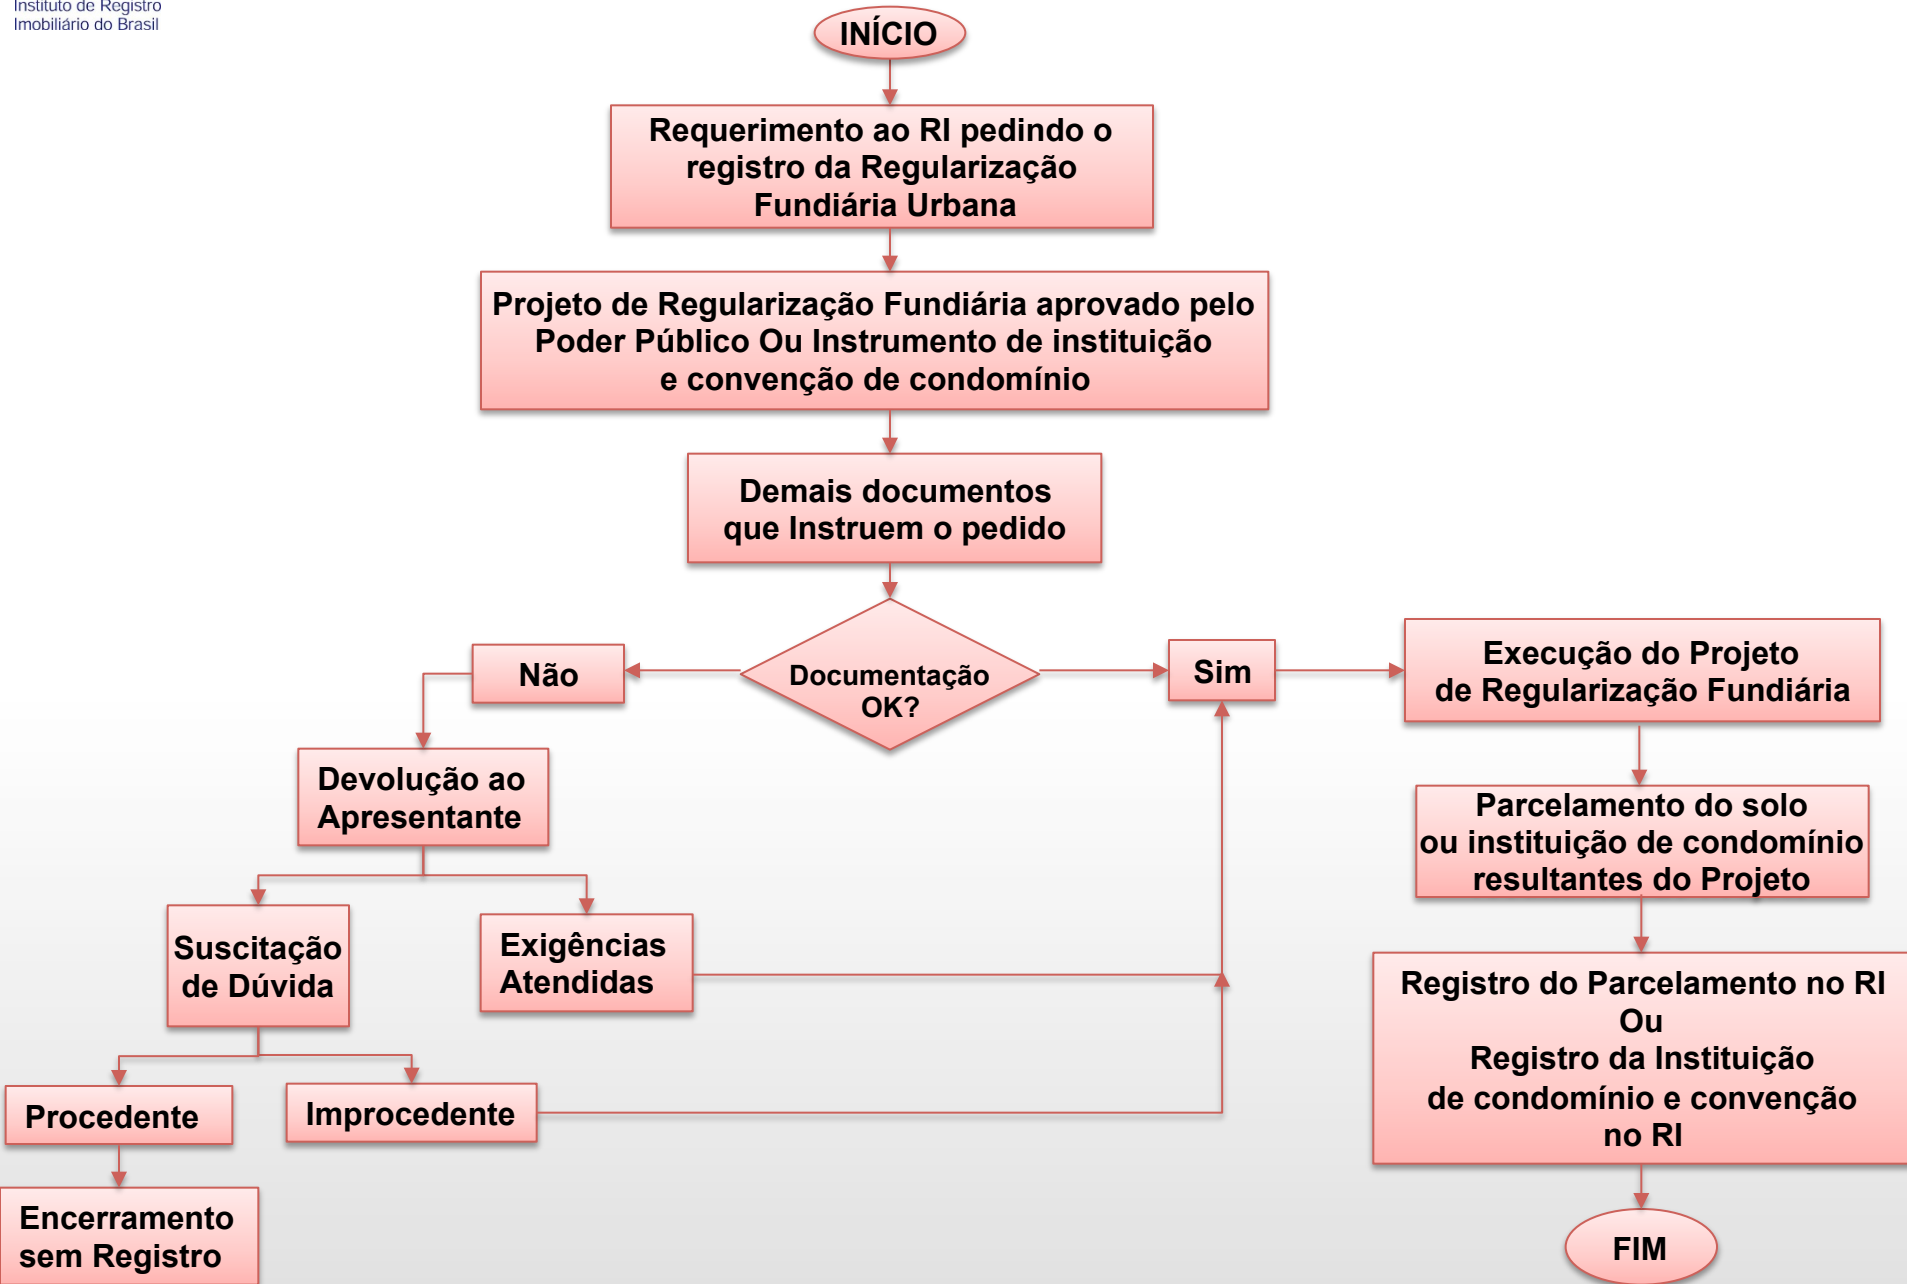 Instituto de Registro
Imobiliário do Brasil
INÍCIO
Requerimento ao RI pedindo o
registro da Regularização
Fundiária Urbana
Projeto de Regularização Fundiária aprovado pelo
Poder Público Ou Instrumento de instituição
e convenção de condomínio
Demais documentos
que Instruem o pedido
Documentação
OK?
Não
Sim
Execução do Projeto
de Regularização Fundiária
Devolução ao
Apresentante
Parcelamento do solo
ou instituição de condomínio
resultantes do Projeto
Suscitação
de Dúvida
Exigências
Atendidas
Registro do Parcelamento no RI
Ou
Registro da Instituição
de condomínio e convenção
no RI
Procedente
Improcedente
Encerramento
sem Registro
FIM